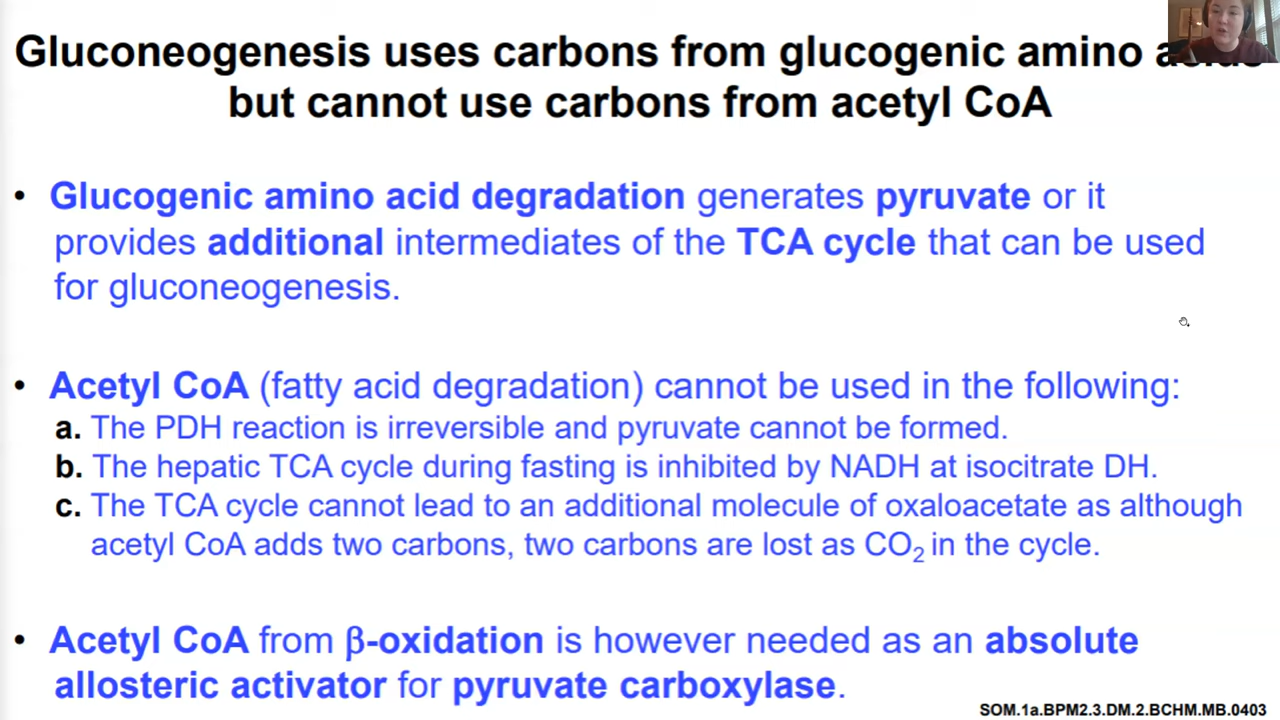 Gluconeogenesis uses carbons from glucogenic amino acids
but cannot use carbons from acetyl CoA
• Glucogenic amino acid degradation generates pyruvate or it
provides additional intermediates of the TCA cycle that can be used
for gluconeogenesis.
• Acetyl CoA (fatty acid degradation) cannot be used in the following:
a. The PDH reaction is irreversible and pyruvate cannot be formed.
b. The hepatic TCA cycle during fasting is inhibited by NADH at isocitrate DH.
c. The TCA cycle cannot lead to an additional molecule of oxaloacetate as although
acetyl CoA adds two carbons, two carbons are lost as CO₂ in the cycle.
• Acetyl CoA from β-oxidation is however needed as an absolute
allosteric activator for pyruvate carboxylase.
SOM.1a.BPM2.3.DM.2.BCHM.MB.0403